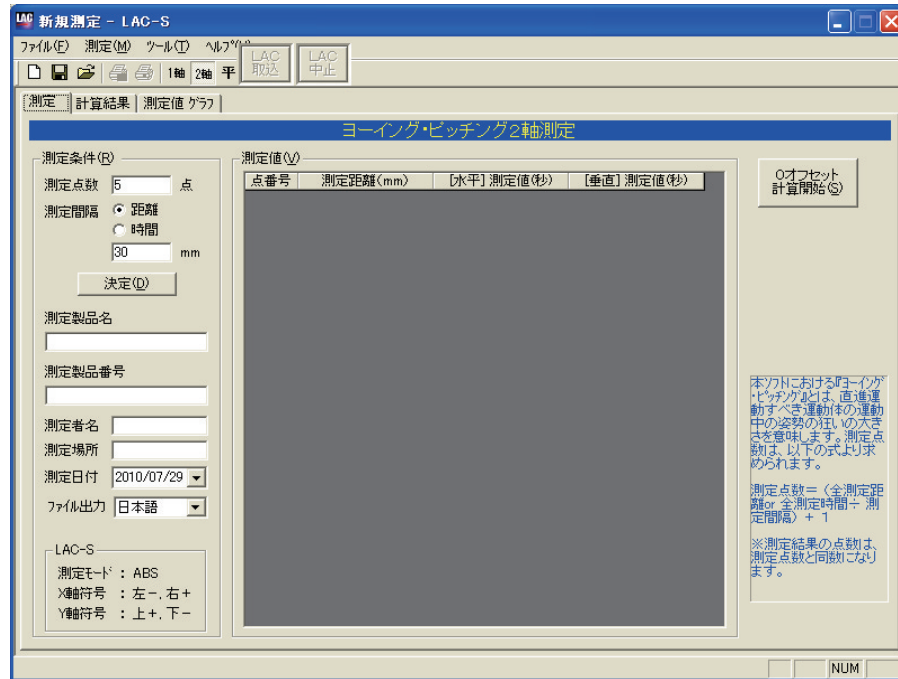 LAC 新規測定 - LAC-S
ファイル(F) 測定(M) ツール(T) ヘルプ(H)
LAC
取込
LAC
中止
1軸 2軸 平
測定 計算結果 測定値グラフ
ヨーイング・ピッチング2軸測定
測定条件(R)
測定点数 5 点
測定間隔 距離
時間
30 mm
決定(D)
測定製品名
測定製品番号
測定者名
測定場所
測定日付 2010/07/29
ファイル出力 日本語
LAC-S
測定モード : ABS
X軸符号 : 左-.右+
Y軸符号 : 上+.下-
測定値(V)
点番号 測定距離(mm) [水平]測定値(秒) [垂直]測定値(秒)
0オフセット
計算開始(S)
本ソフトにおける『ヨーイング
・ピッチング』とは、直進運
動すべき運動体の運動
中の姿勢の狂いの大き
さを意味します。測定点
数は、以下の式より求
められます。
測定点数＝（全測定距
離or 全測定時間÷ 測
定間隔）+ 1
※測定結果の点数は、
測定点数と同数になり
ます。
NUM